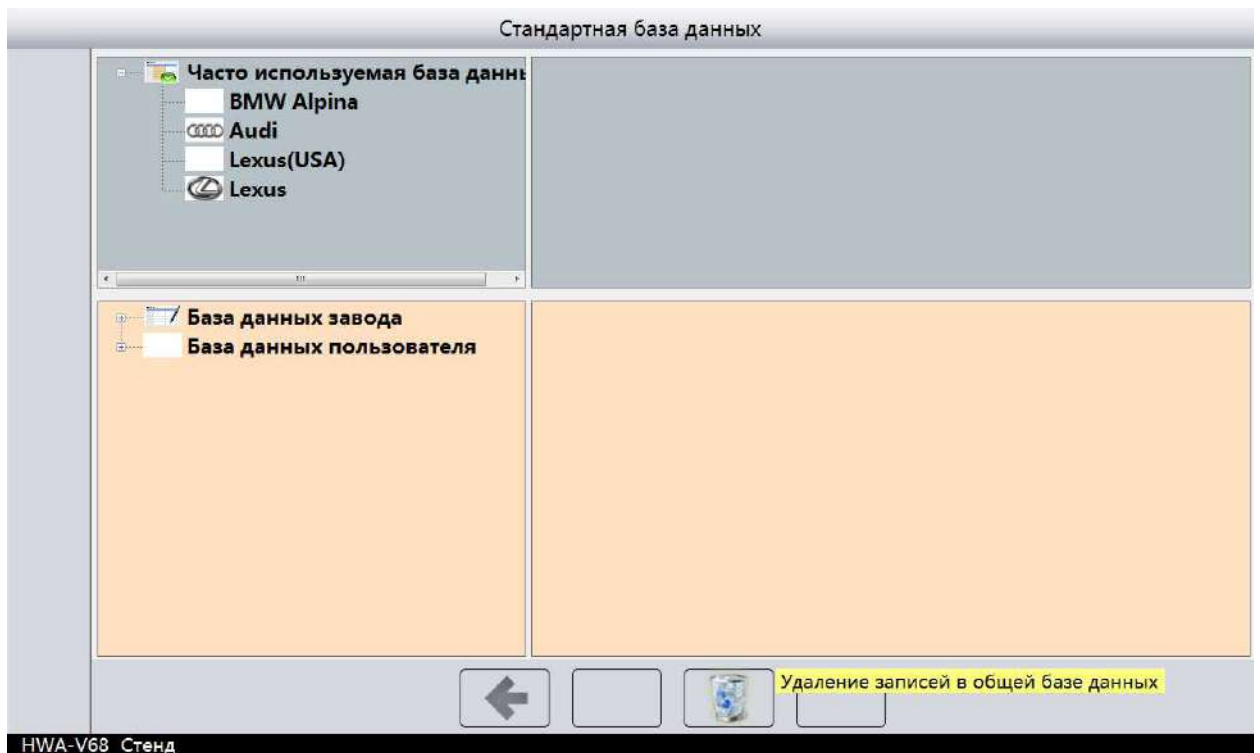 Стандартная база данных
Часто используемая база данны
BMW Alpina
Audi
Lexus(USA)
Lexus
База данных завода
База данных пользователя
Удаление записей в общей базе данных
HWA-V68 Стенд